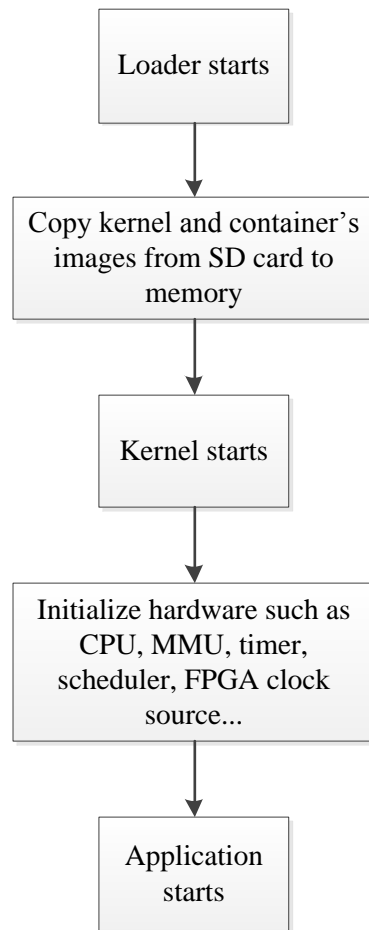 Loader starts
Copy kernel and container's
images from SD card to
memory
Kernel starts
Initialize hardware such as
CPU, MMU, timer,
scheduler, FPGA clock
source...
Application
starts